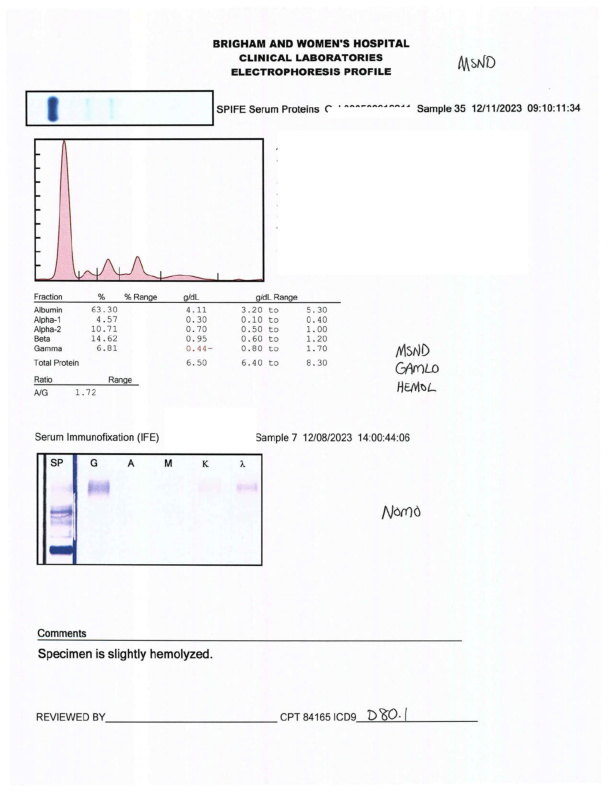 BRIGHAM AND WOMEN'S HOSPITAL
CLINICAL LABORATORIES
ELECTROPHORESIS PROFILE
MSND
SPIFE Serum Proteins Sample 35 12/11/2023 09:10:11:34
Fraction % % Range g/dL g/dL Range
Albumin 63.30 4.11 3.20 to 5.30
Alpha-1 4.57 0.30 0.10 to 0.40
Alpha-2 10.71 0.70 0.50 to 1.00
Beta 14.62 0.95 0.60 to 1.20
Gamma 6.81 0.44- 0.80 to 1.70
Total Protein 6.50 6.40 to 8.30
MSND
GAMLO
HEMOL
Ratio Range
A/G 1.72
Serum Immunofixation (IFE) Sample 7 12/08/2023 14:00:44:06
SP G A M K λ
NOMO
Comments
Specimen is slightly hemolyzed.
REVIEWED BY CPT 84165 ICD9 D80.1